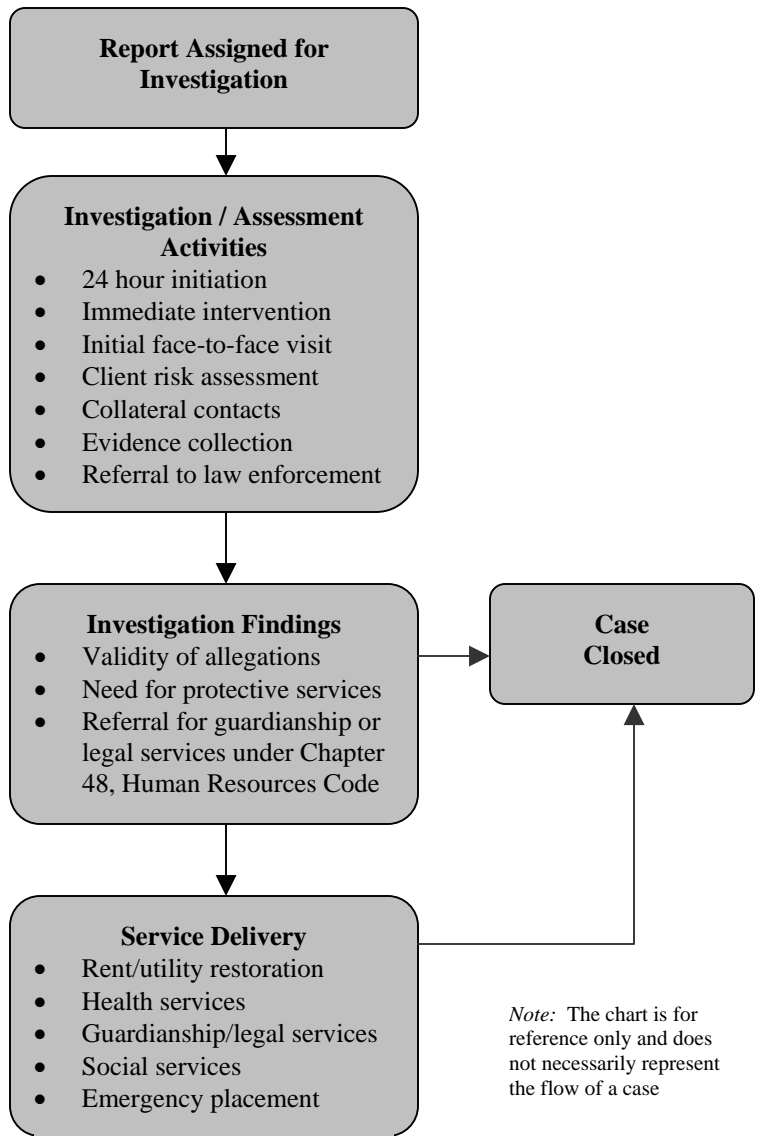 Report Assigned for
Investigation
Investigation / Assessment
Activities
• 24 hour initiation
• Immediate intervention
• Initial face-to-face visit
• Client risk assessment
• Collateral contacts
• Evidence collection
• Referral to law enforcement
Investigation Findings
• Validity of allegations
• Need for protective services
• Referral for guardianship or
legal services under Chapter
48, Human Resources Code
Case
Closed
Service Delivery
• Rent/utility restoration
• Health services
• Guardianship/legal services
• Social services
• Emergency placement
Note: The chart is for
reference only and does
not necessarily represent
the flow of a case